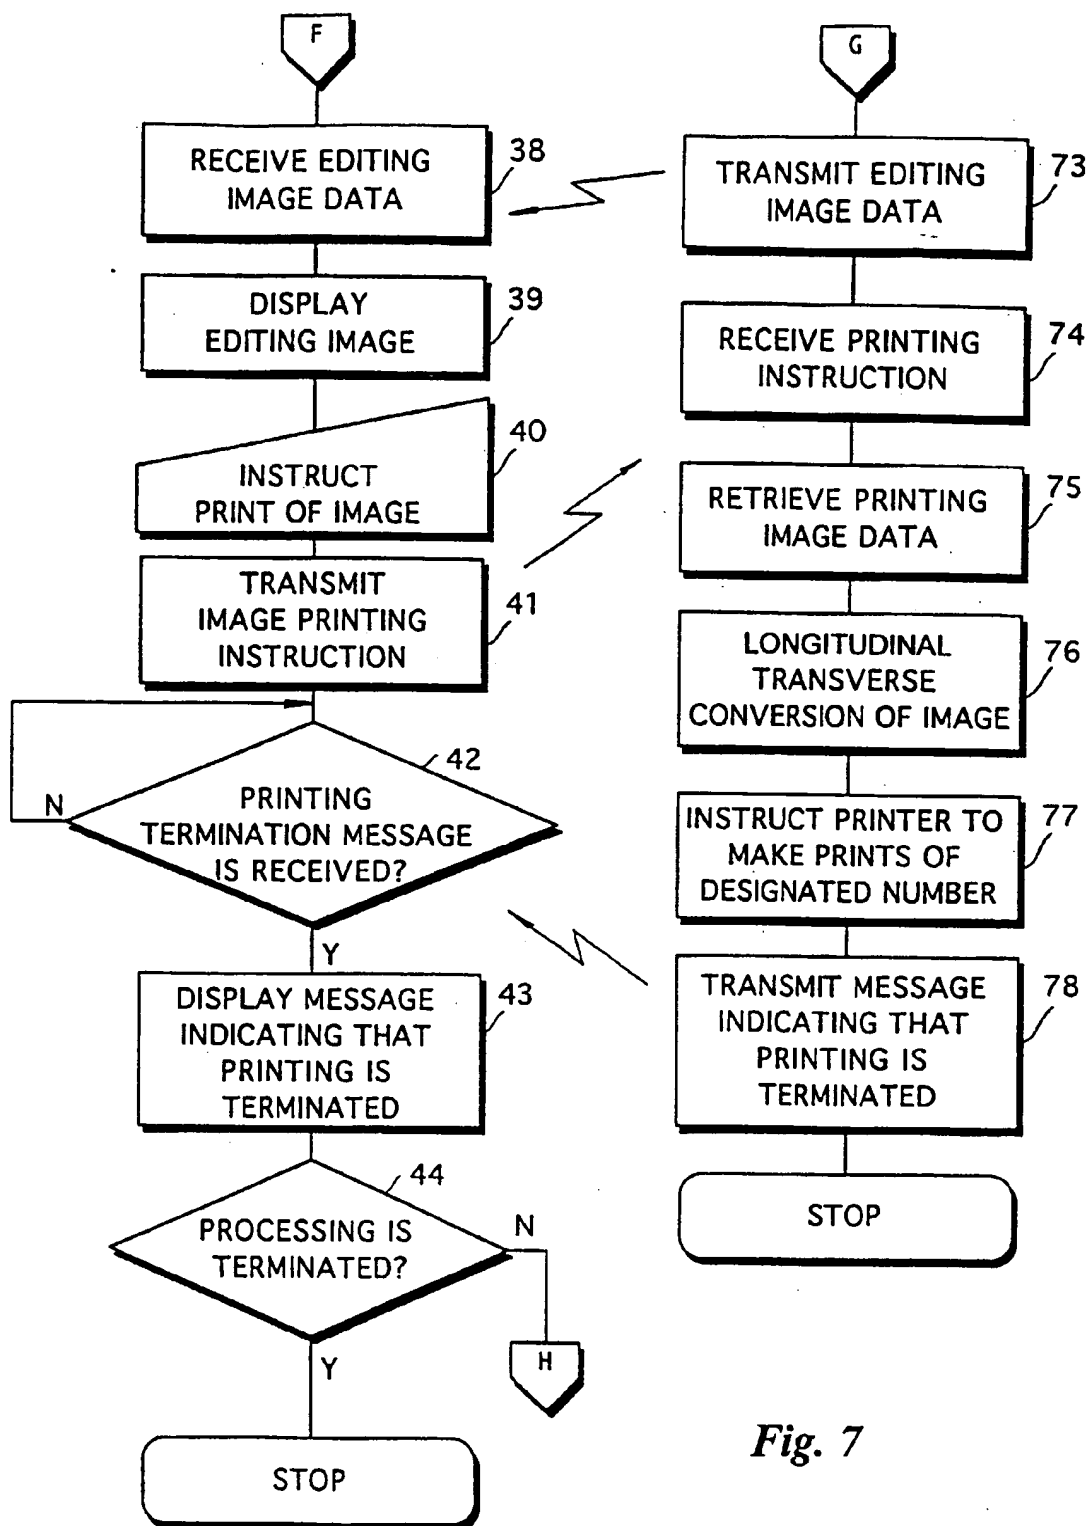 F
RECEIVE EDITING
IMAGE DATA
38
DISPLAY
EDITING IMAGE
39
INSTRUCT
PRINT OF IMAGE
40
TRANSMIT
IMAGE PRINTING
INSTRUCTION
41
PRINTING
TERMINATION MESSAGE
IS RECEIVED?
42
N
Y
DISPLAY MESSAGE
INDICATING THAT
PRINTING IS
TERMINATED
43
PROCESSING IS
TERMINATED?
44
N
H
Y
STOP
G
TRANSMIT EDITING
IMAGE DATA
73
RECEIVE PRINTING
INSTRUCTION
74
RETRIEVE PRINTING
IMAGE DATA
75
LONGITUDINAL
TRANSVERSE
CONVERSION OF IMAGE
76
INSTRUCT PRINTER TO
MAKE PRINTS OF
DESIGNATED NUMBER
77
TRANSMIT MESSAGE
INDICATING THAT
PRINTING IS
TERMINATED
78
STOP
Fig. 7